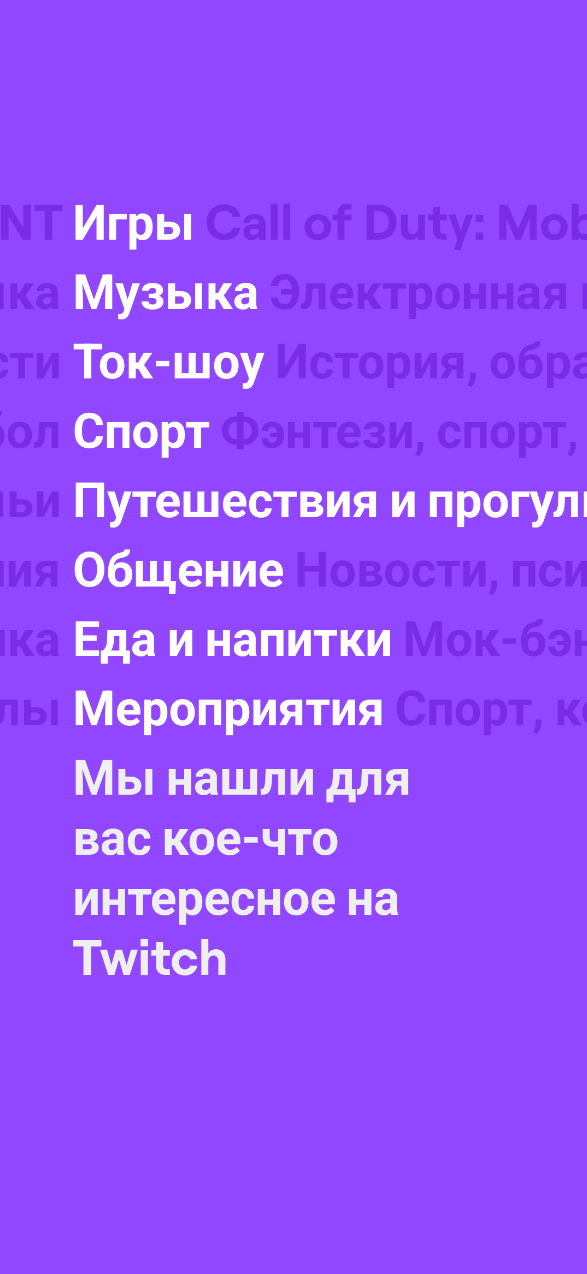 NT Игры Call of Duty: Mob
ка Музыка Электронная
сти Ток-шоу История, обра
бол Спорт Фэнтези, спорт,
ьи Путешествия и прогул
ия Общение Новости, пси
ка Еда и напитки Мок-бэн
лы Мероприятия Спорт, к
Мы нашли для
вас кое-что
интересное на
Twitch